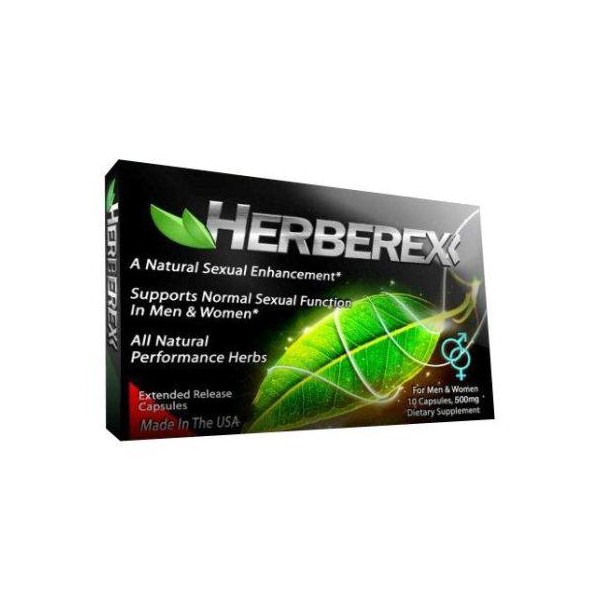 HERBEREX
HERBEREX
A Natural Sexual Enhancement*
Supports Normal Sexual Function
In Men & Women*
All Natural
Performance Herbs
Extended Release
Capsules
Made In The USA
For Men & Women
10 Capsules, 500mg
Dietary Supplement